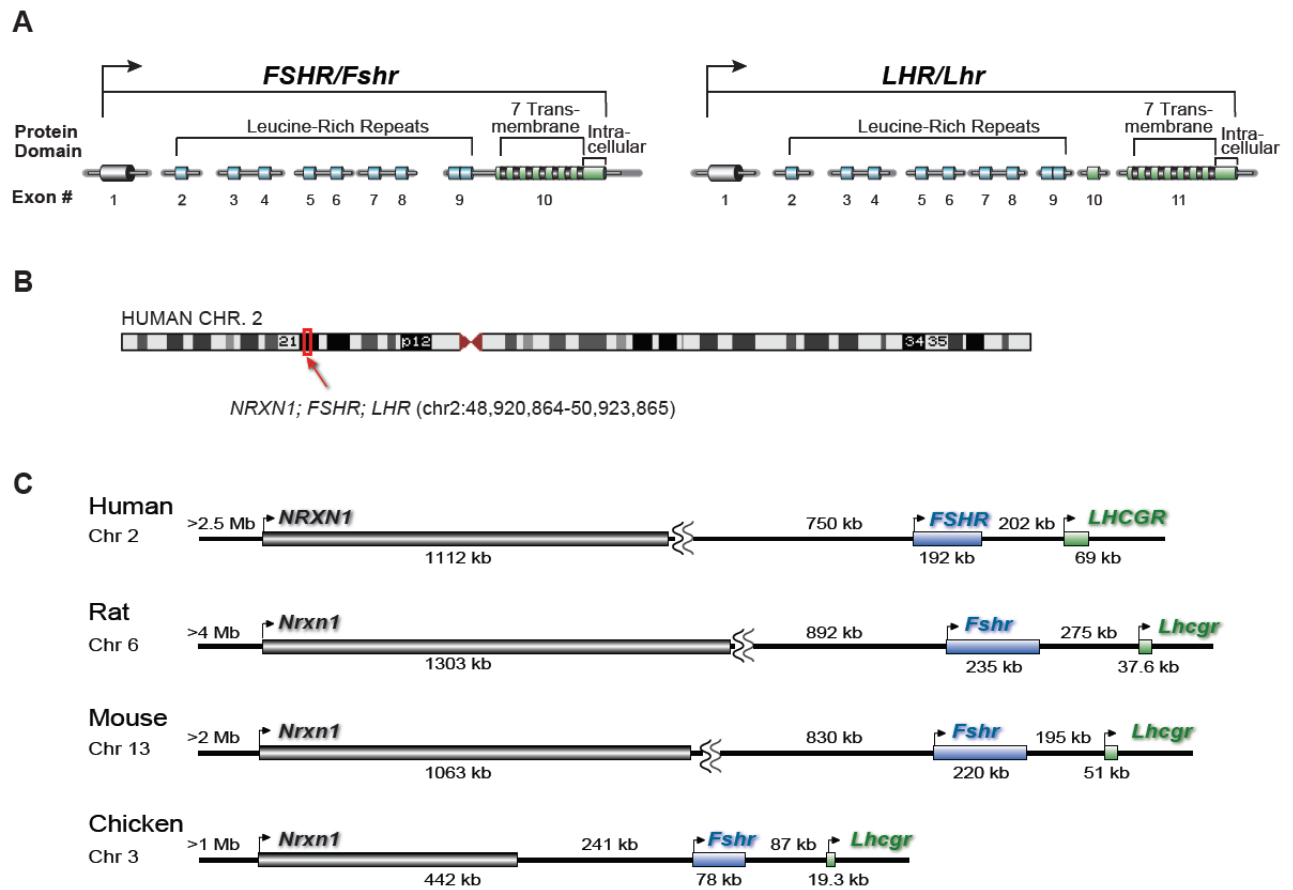 A
FSHR/Fshr
LHR/Lhr
Protein
Domain
Leucine-Rich Repeats
7 Trans-
membrane
Intra-
cellular
Leucine-Rich Repeats
7 Trans-
membrane
Intra-
cellular
Exon #
1 2 3 4 5 6 7 8 9 10
1 2 3 4 5 6 7 8 9 10 11
B
HUMAN CHR. 2
21 p12 34 35
NRXN1; FSHR; LHR (chr2:48,920,864-50,923,865)
C
Human
Chr 2
>2.5 Mb NRXN1 750 kb FSHR 202 kb LHCGR
1112 kb 192 kb 69 kb
Rat
Chr 6
>4 Mb Nrxn1 892 kb Fshr 275 kb Lhcgr
1303 kb 235 kb 37.6 kb
Mouse
Chr 13
>2 Mb Nrxn1 830 kb Fshr 195 kb Lhcgr
1063 kb 220 kb 51 kb
Chicken
Chr 3
>1 Mb Nrxn1 241 kb Fshr 87 kb Lhcgr
442 kb 78 kb 19.3 kb